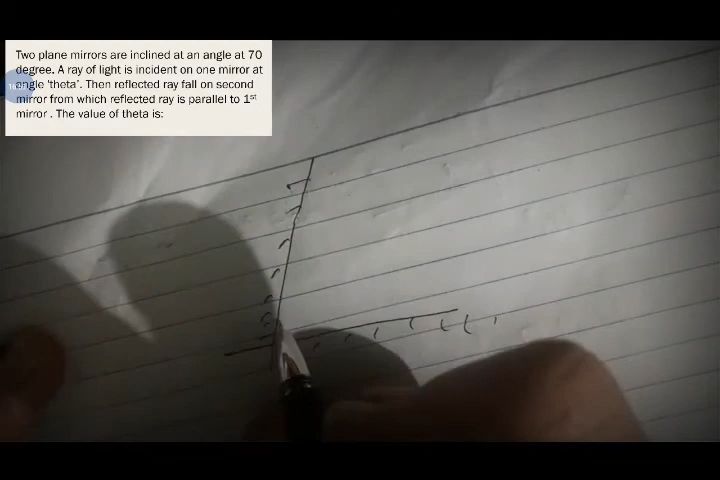 Two plane mirrors are inclined at an angle at 70
degree. A ray of light is incident on one mirror at
angle 'theta'. Then reflected ray fall on second
mirror from which reflected ray is parallel to 1st
mirror . The value of theta is: